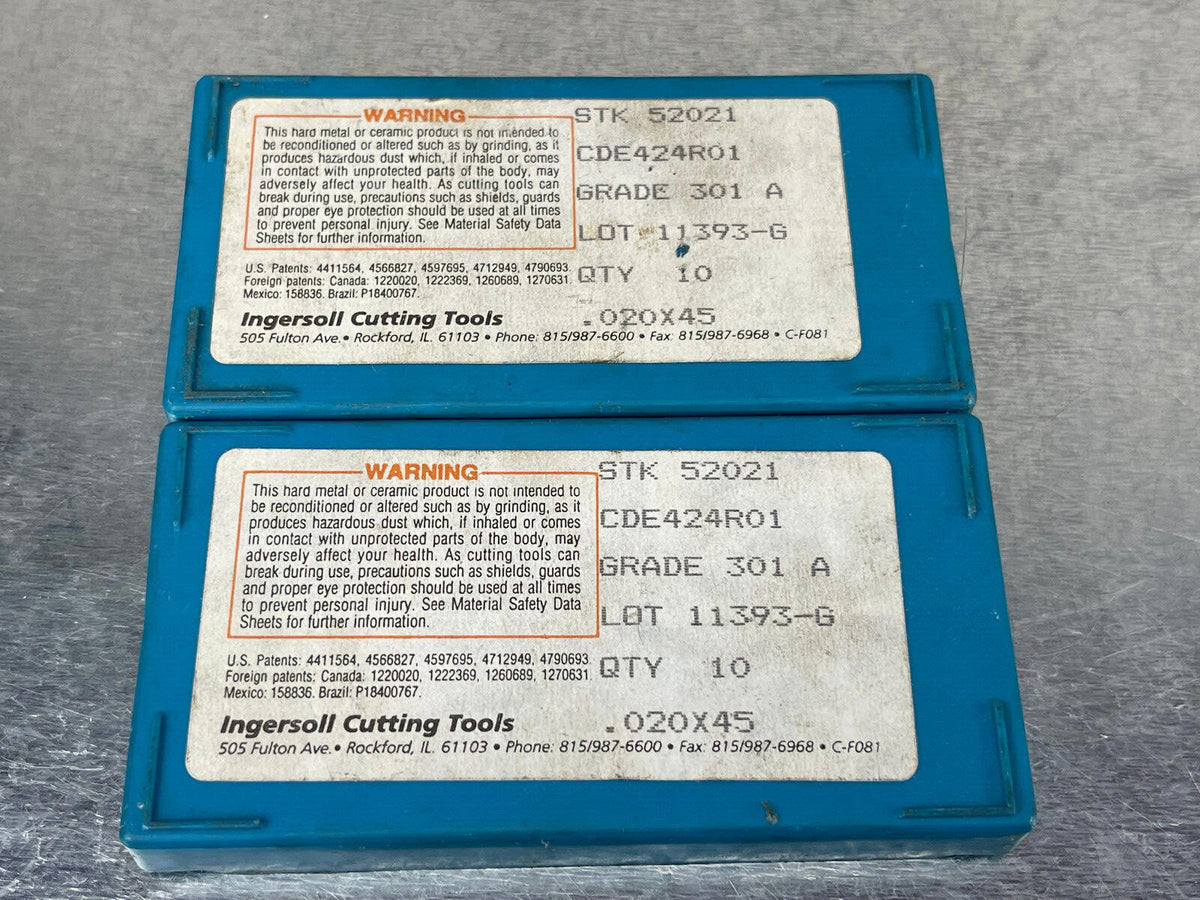 WARNING
This hard metal or ceramic product is not intended to
be reconditioned or altered such as by grinding, as it
produces hazardous dust which, if inhaled or comes
in contact with unprotected parts of the body, may
adversely affect your health. As cutting tools can
break during use, precautions such as shields, guards
and proper eye protection should be used at all times
to prevent personal injury. See Material Safety Data
Sheets for further information.
U.S. Patents: 4411564, 4566827, 4597695, 4712949, 4790693.
Foreign patents: Canada: 1220020, 1222369, 1260689, 1270631.
Mexico: 158836. Brazil: P18400767.
STK 52021
CDE424R01
GRADE 301 A
LOT 11393-G
QTY 10
.020X45
Ingersoll Cutting Tools
505 Fulton Ave. • Rockford, IL. 61103 • Phone: 815/987-6600 • Fax: 815/987-6968 • C-F081
WARNING
This hard metal or ceramic product is not intended to
be reconditioned or altered such as by grinding, as it
produces hazardous dust which, if inhaled or comes
in contact with unprotected parts of the body, may
adversely affect your health. As cutting tools can
break during use, precautions such as shields, guards
and proper eye protection should be used at all times
to prevent personal injury. See Material Safety Data
Sheets for further information.
U.S. Patents: 4411564, 4566827, 4597695, 4712949, 4790693.
Foreign patents: Canada: 1220020, 1222369, 1260689, 1270631.
Mexico: 158836. Brazil: P18400767.
STK 52021
CDE424R01
GRADE 301 A
LOT 11393-G
QTY 10
.020X45
Ingersoll Cutting Tools
505 Fulton Ave. • Rockford, IL. 61103 • Phone: 815/987-6600 • Fax: 815/987-6968 • C-F081